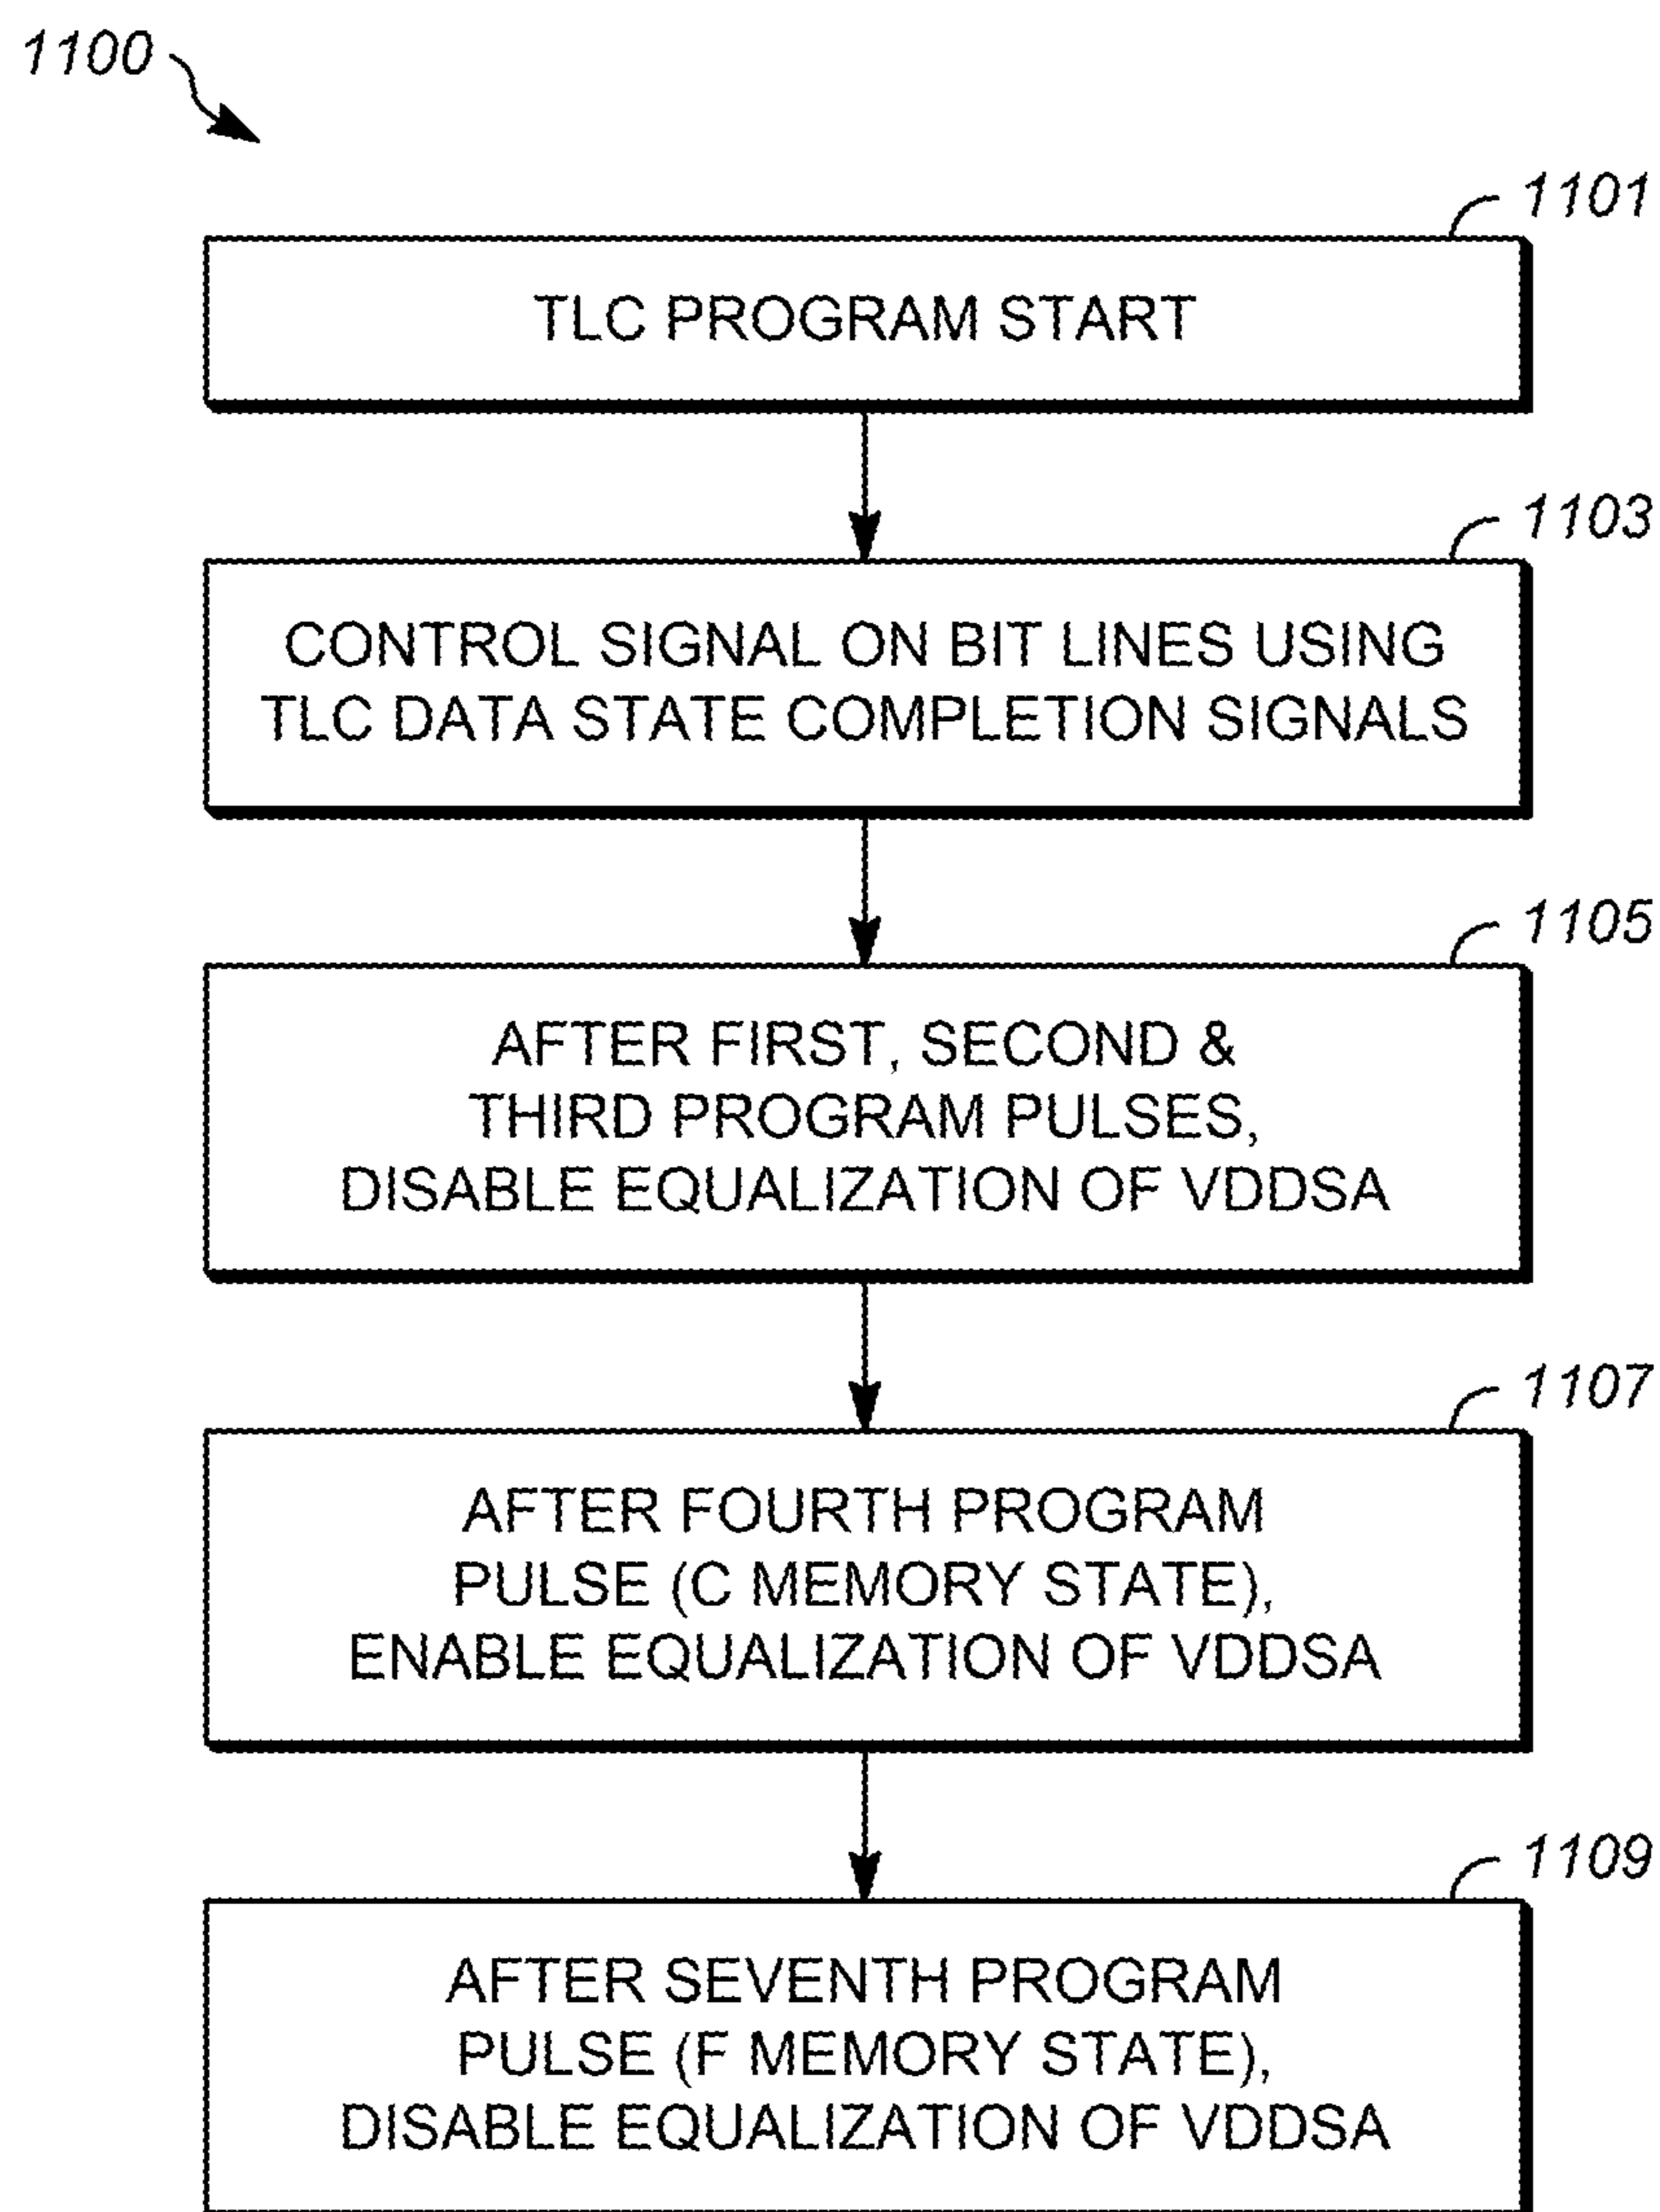 1100
1101
TLC PROGRAM START
1103
CONTROL SIGNAL ON BIT LINES USING
TLC DATA STATE COMPLETION SIGNALS
1105
AFTER FIRST, SECOND &
THIRD PROGRAM PULSES,
DISABLE EQUALIZATION OF VDDSA
1107
AFTER FOURTH PROGRAM
PULSE (C MEMORY STATE),
ENABLE EQUALIZATION OF VDDSA
1109
AFTER SEVENTH PROGRAM
PULSE (F MEMORY STATE),
DISABLE EQUALIZATION OF VDDSA